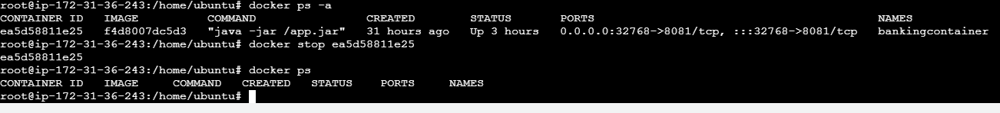 root@ip-172-31-36-243:/home/ubuntu# docker ps -a
CONTAINER ID   IMAGE          COMMAND                CREATED        STATUS       PORTS                                         NAMES
ea5d58811e25   f4d8007dc5d3   "java -jar /app.jar"   31 hours ago   Up 3 hours   0.0.0.0:32768->8081/tcp, :::32768->8081/tcp   bankingcontainer
root@ip-172-31-36-243:/home/ubuntu# docker stop ea5d58811e25
ea5d58811e25
root@ip-172-31-36-243:/home/ubuntu# docker ps
CONTAINER ID   IMAGE     COMMAND   CREATED   STATUS    PORTS     NAMES
root@ip-172-31-36-243:/home/ubuntu#